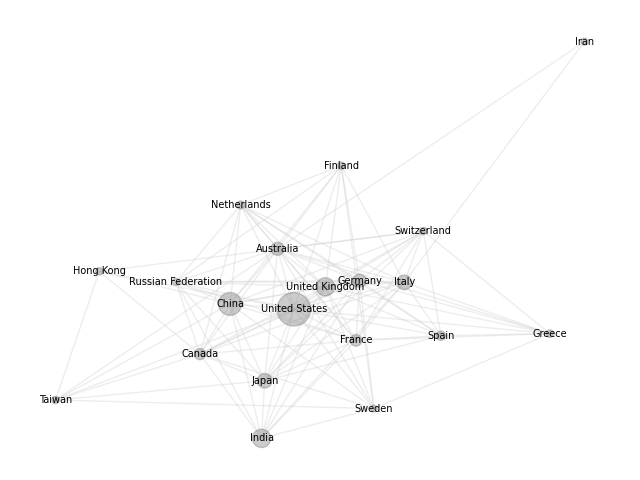 Iran
Finland
Netherlands
Switzerland
Australia
Hong Kong
Russian Federation
Germany
Italy
United Kingdom
China
United States
Greece
Spain
France
Canada
Japan
Taiwan
Sweden
India